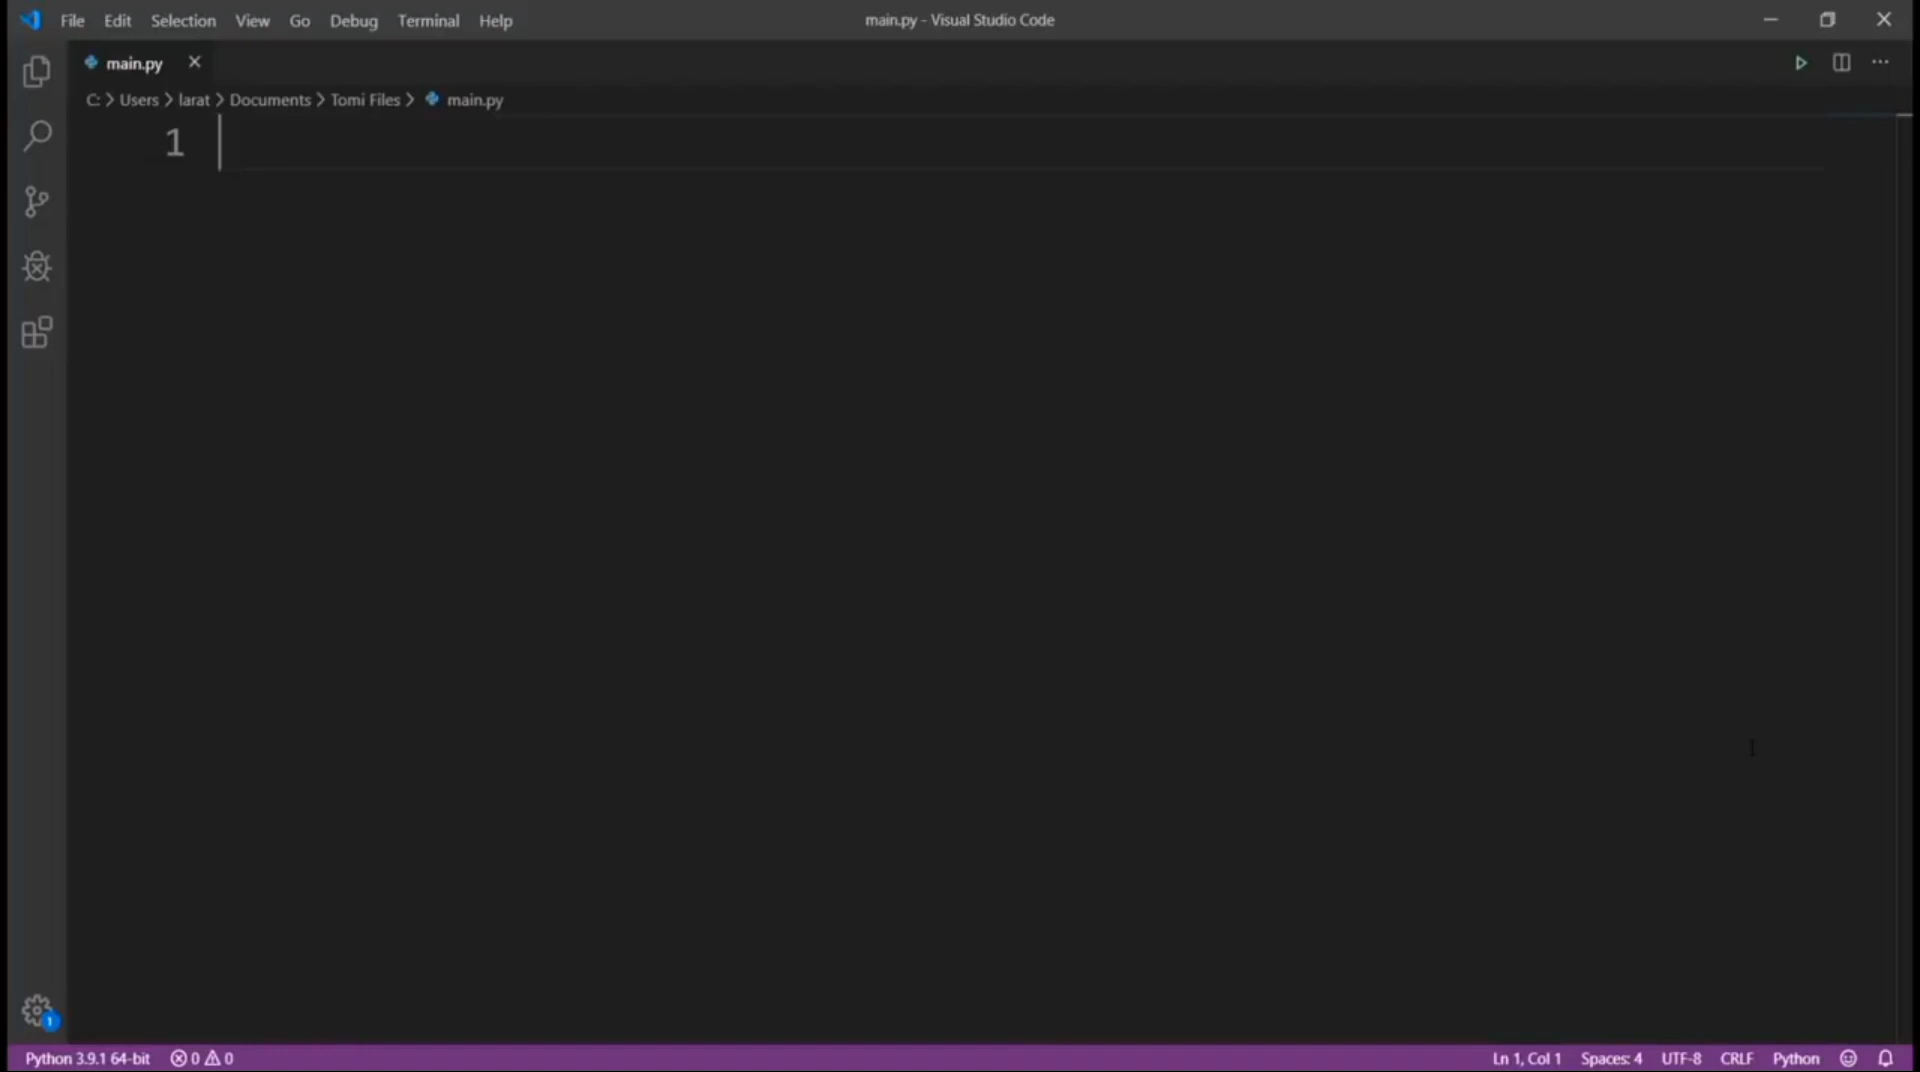 File Edit Selection View Go Debug Terminal Help main.py - Visual Studio Code
main.py
C: > Users > larat > Documents > Tomi Files > main.py
1
1
Python 3.9.1 64-bit 0 0 Ln 1, Col 1 Spaces: 4 UTF-8 CRLF Python